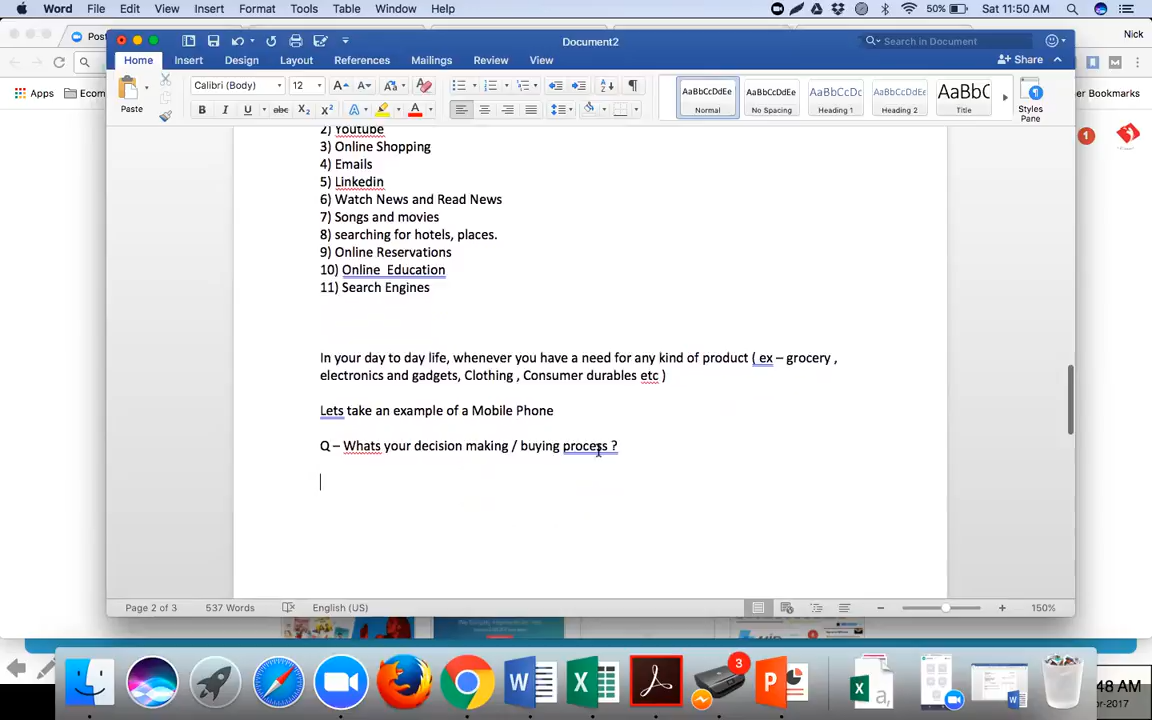 Word File Edit View Insert Format Tools Table Window Help 50% Sat 11:50 AM
Post Nick
Document2 Search in Document
Home Insert Design Layout References Mailings Review View Share
Apps Ecom er Bookmarks
Paste Calibri (Body) 12 AaBbCcDdEe AaBbCcDdEe AaBbCcDc AaBbCcDdEe AaBbC
B I U abc X2 X2 A A Normal No Spacing Heading 1 Heading 2 Title Styles Pane
1
2) Youtube
3) Online Shopping
4) Emails
5) Linkedin
6) Watch News and Read News
7) Songs and movies
8) searching for hotels, places.
9) Online Reservations
10) Online  Education
11) Search Engines
In your day to day life, whenever you have a need for any kind of product ( ex – grocery ,
electronics and gadgets, Clothing , Consumer durables etc )
Lets take an example of a Mobile Phone
Q – Whats your decision making / buying process ?
Page 2 of 3 537 Words English (US) 150%
3
48 AM
or-2017